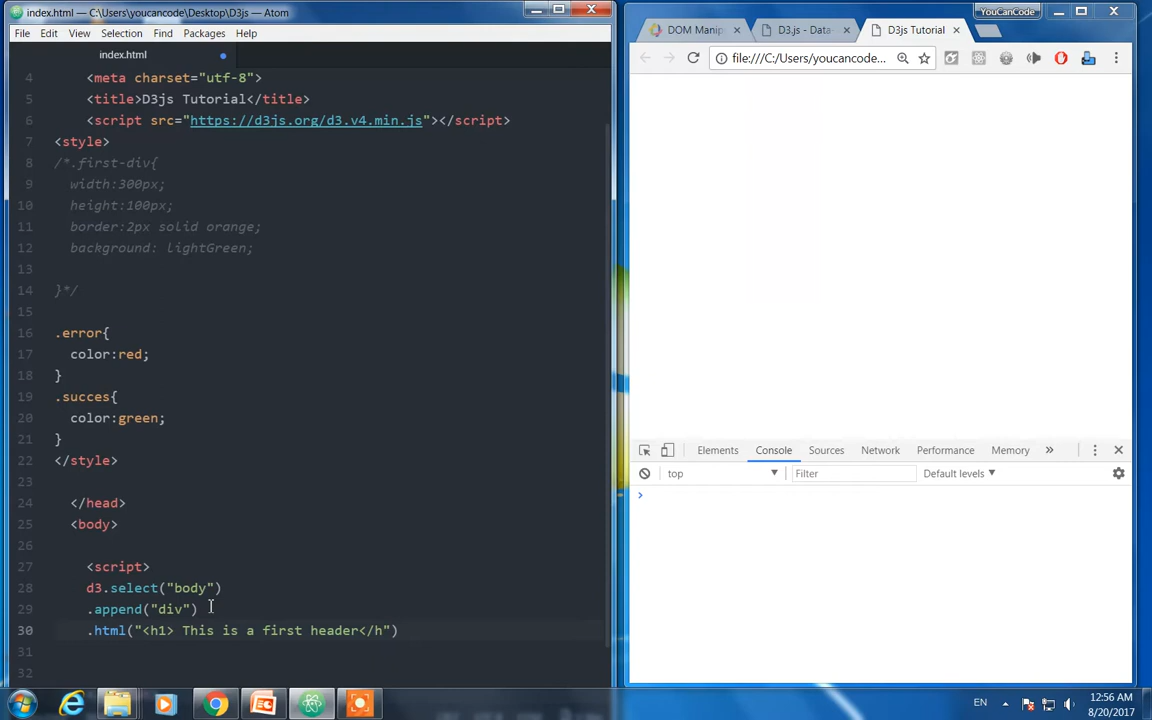 index.html — C:\Users\youcancode\Desktop\D3js — Atom
File Edit View Selection Find Packages Help
index.html
4 <meta charset="utf-8">
5 <title>D3js Tutorial</title>
6 <script src="https://d3js.org/d3.v4.min.js"></script>
7 <style>
8 /*.first-div{
9 width:300px;
10 height:100px;
11 border:2px solid orange;
12 background: lightGreen;
13
14 }*/
15
16 .error{
17 color:red;
18 }
19 .succes{
20 color:green;
21 }
22 </style>
23
24 </head>
25 <body>
26
27 <script>
28 d3.select("body")
29 .append("div")
30 .html("<h1> This is a first header</h")
31
32
YouCanCode
DOM Manip
D3.js - Data-
D3js Tutorial
file:///C:/Users/youcancode...
Elements Console Sources Network Performance Memory »
top Filter Default levels
>
EN
12:56 AM
8/20/2017